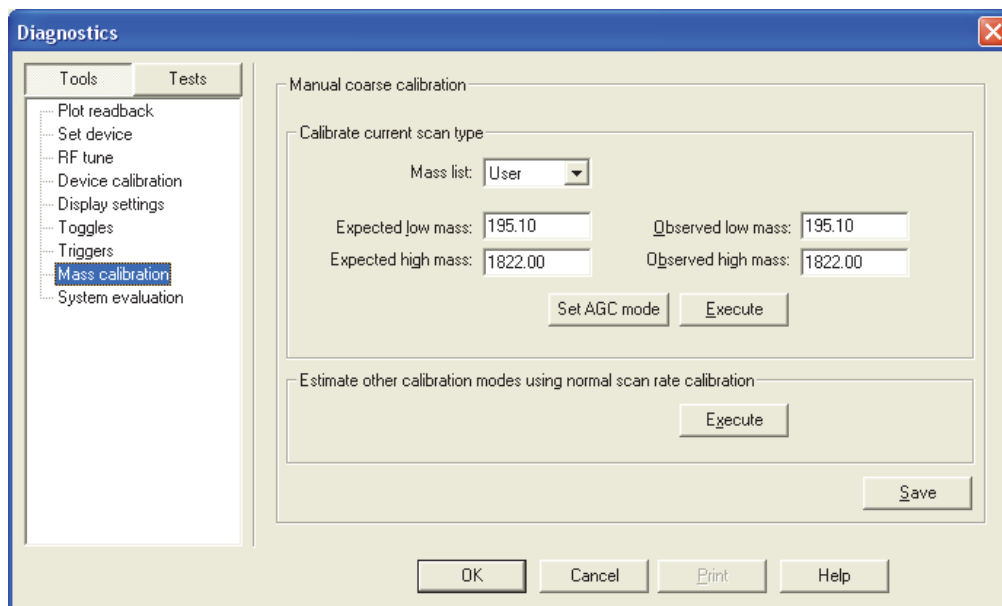 Diagnostics
Tools
Tests
Plot readback
Set device
RF tune
Device calibration
Display settings
Toggles
Triggers
Mass calibration
System evaluation
Manual coarse calibration
Calibrate current scan type
Mass list: User
Expected low mass: 195.10 Observed low mass: 195.10
Expected high mass: 1822.00 Observed high mass: 1822.00
Set AGC mode Execute
Estimate other calibration modes using normal scan rate calibration
Execute
Save
OK Cancel Print Help